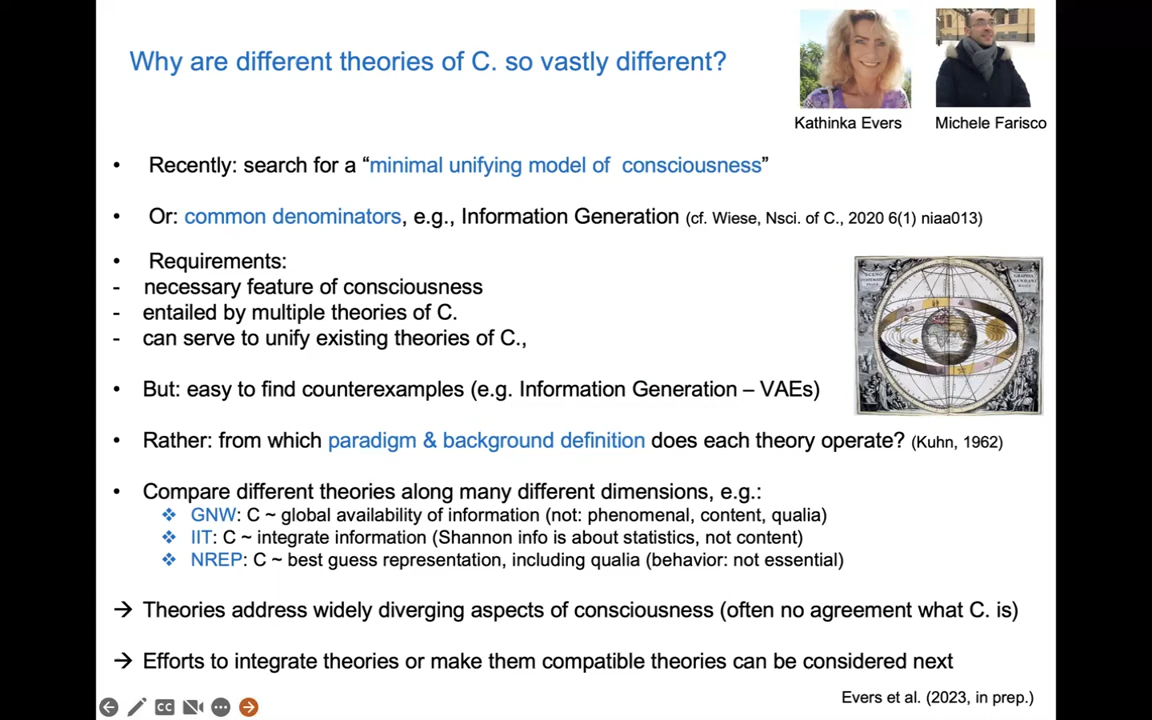 Why are different theories of C. so vastly different?
Kathinka Evers
Michele Farisco
• Recently: search for a “minimal unifying model of consciousness”
• Or: common denominators, e.g., Information Generation (cf. Wiese, Nsci. of C., 2020 6(1) niaa013)
• Requirements:
- necessary feature of consciousness
- entailed by multiple theories of C.
- can serve to unify existing theories of C.,
• But: easy to find counterexamples (e.g. Information Generation – VAEs)
• Rather: from which paradigm & background definition does each theory operate? (Kuhn, 1962)
• Compare different theories along many different dimensions, e.g.:
❖ GNW: C ~ global availability of information (not: phenomenal, content, qualia)
❖ IIT: C ~ integrate information (Shannon info is about statistics, not content)
❖ NREP: C ~ best guess representation, including qualia (behavior: not essential)
→ Theories address widely diverging aspects of consciousness (often no agreement what C. is)
→ Efforts to integrate theories or make them compatible theories can be considered next
Evers et al. (2023, in prep.)
CC